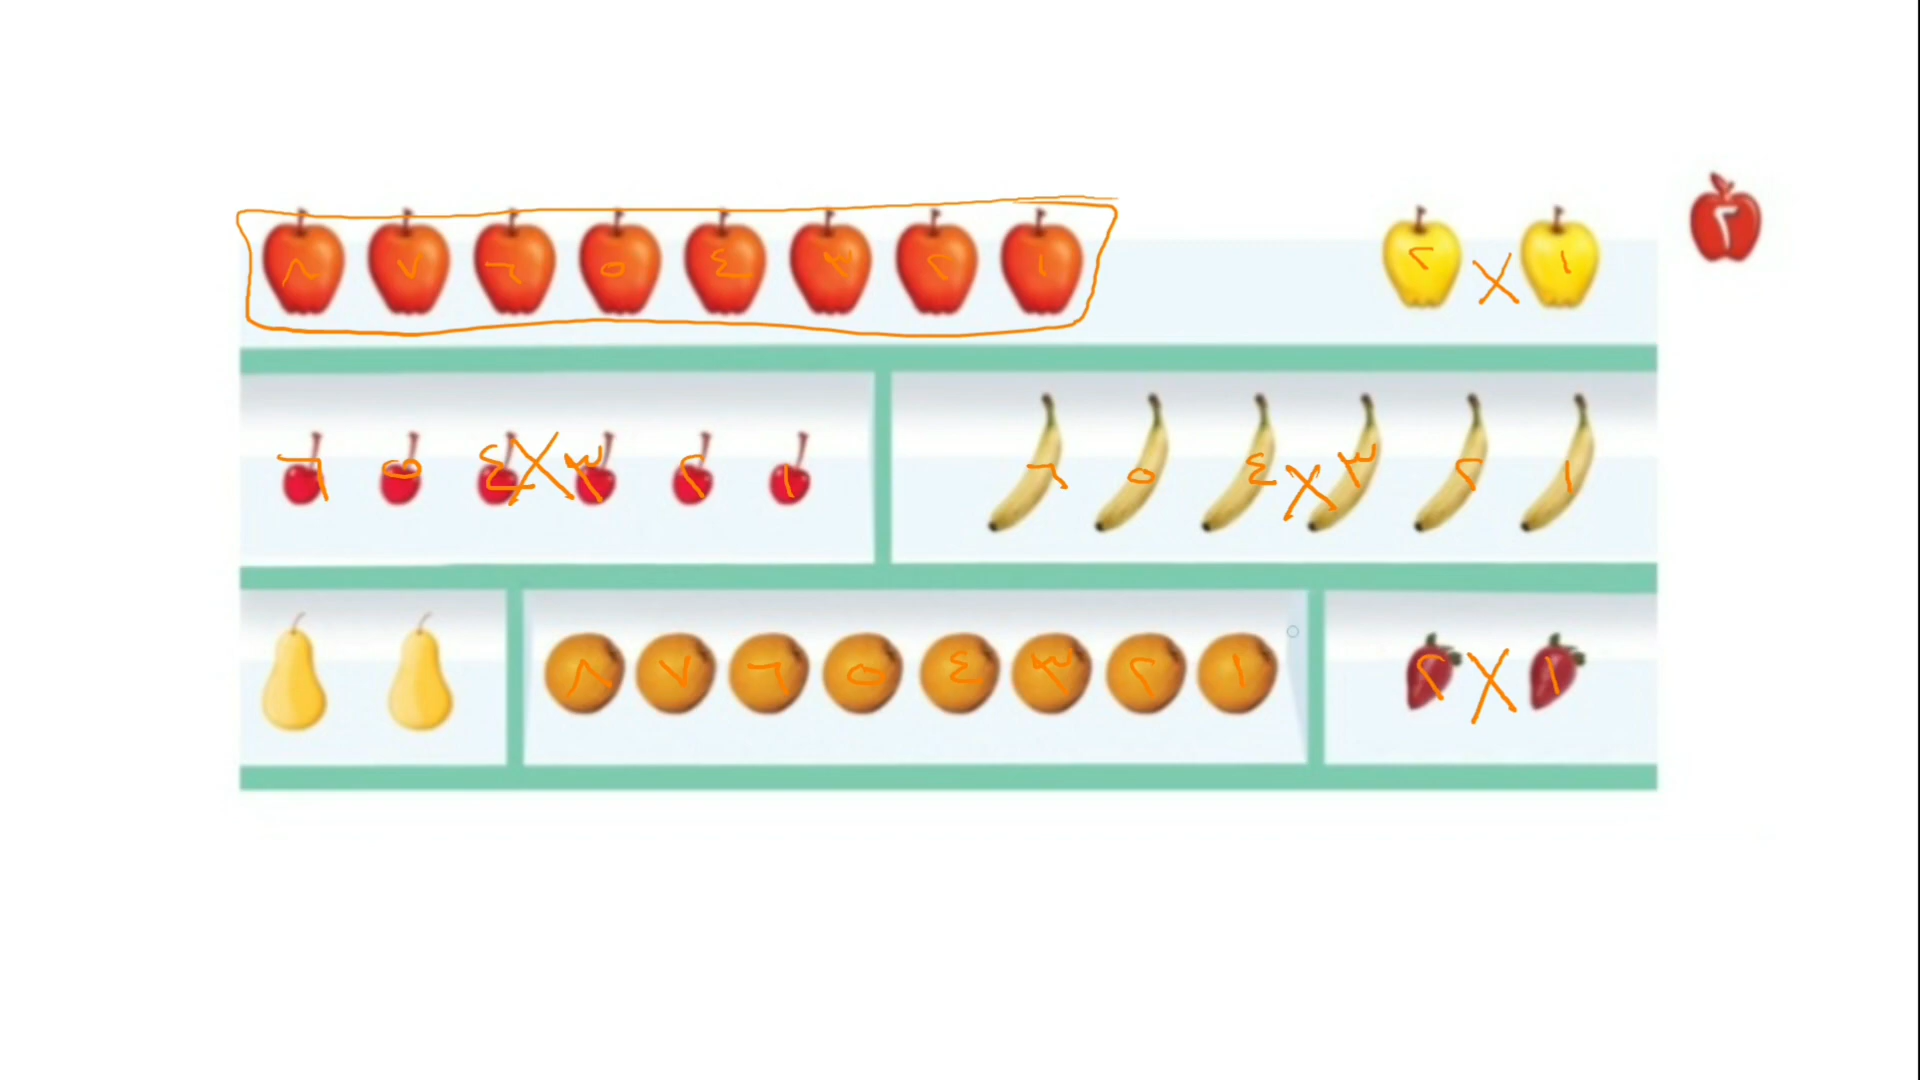 ٢
١ X ٢
١ ٢ ٣ ٤ ٥ ٦ ٧ ٨
١ ٢ ٣ X ٤ ٥ ٦
١ ٢ ٣ X ٤ ٥ ٦
١ X ٢
١ ٢ ٣ ٤ ٥ ٦ ٧ ٨